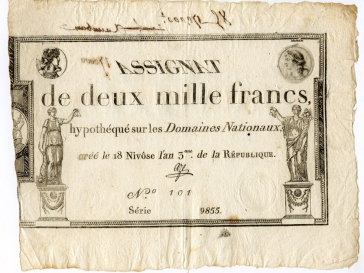 ASSIGNAT
de deux mille francs,
hypothéqué sur les Domaines Nationaux.
créé le 18 Nivôse l'an 3me. de la République.
No. 101
Série 9855.